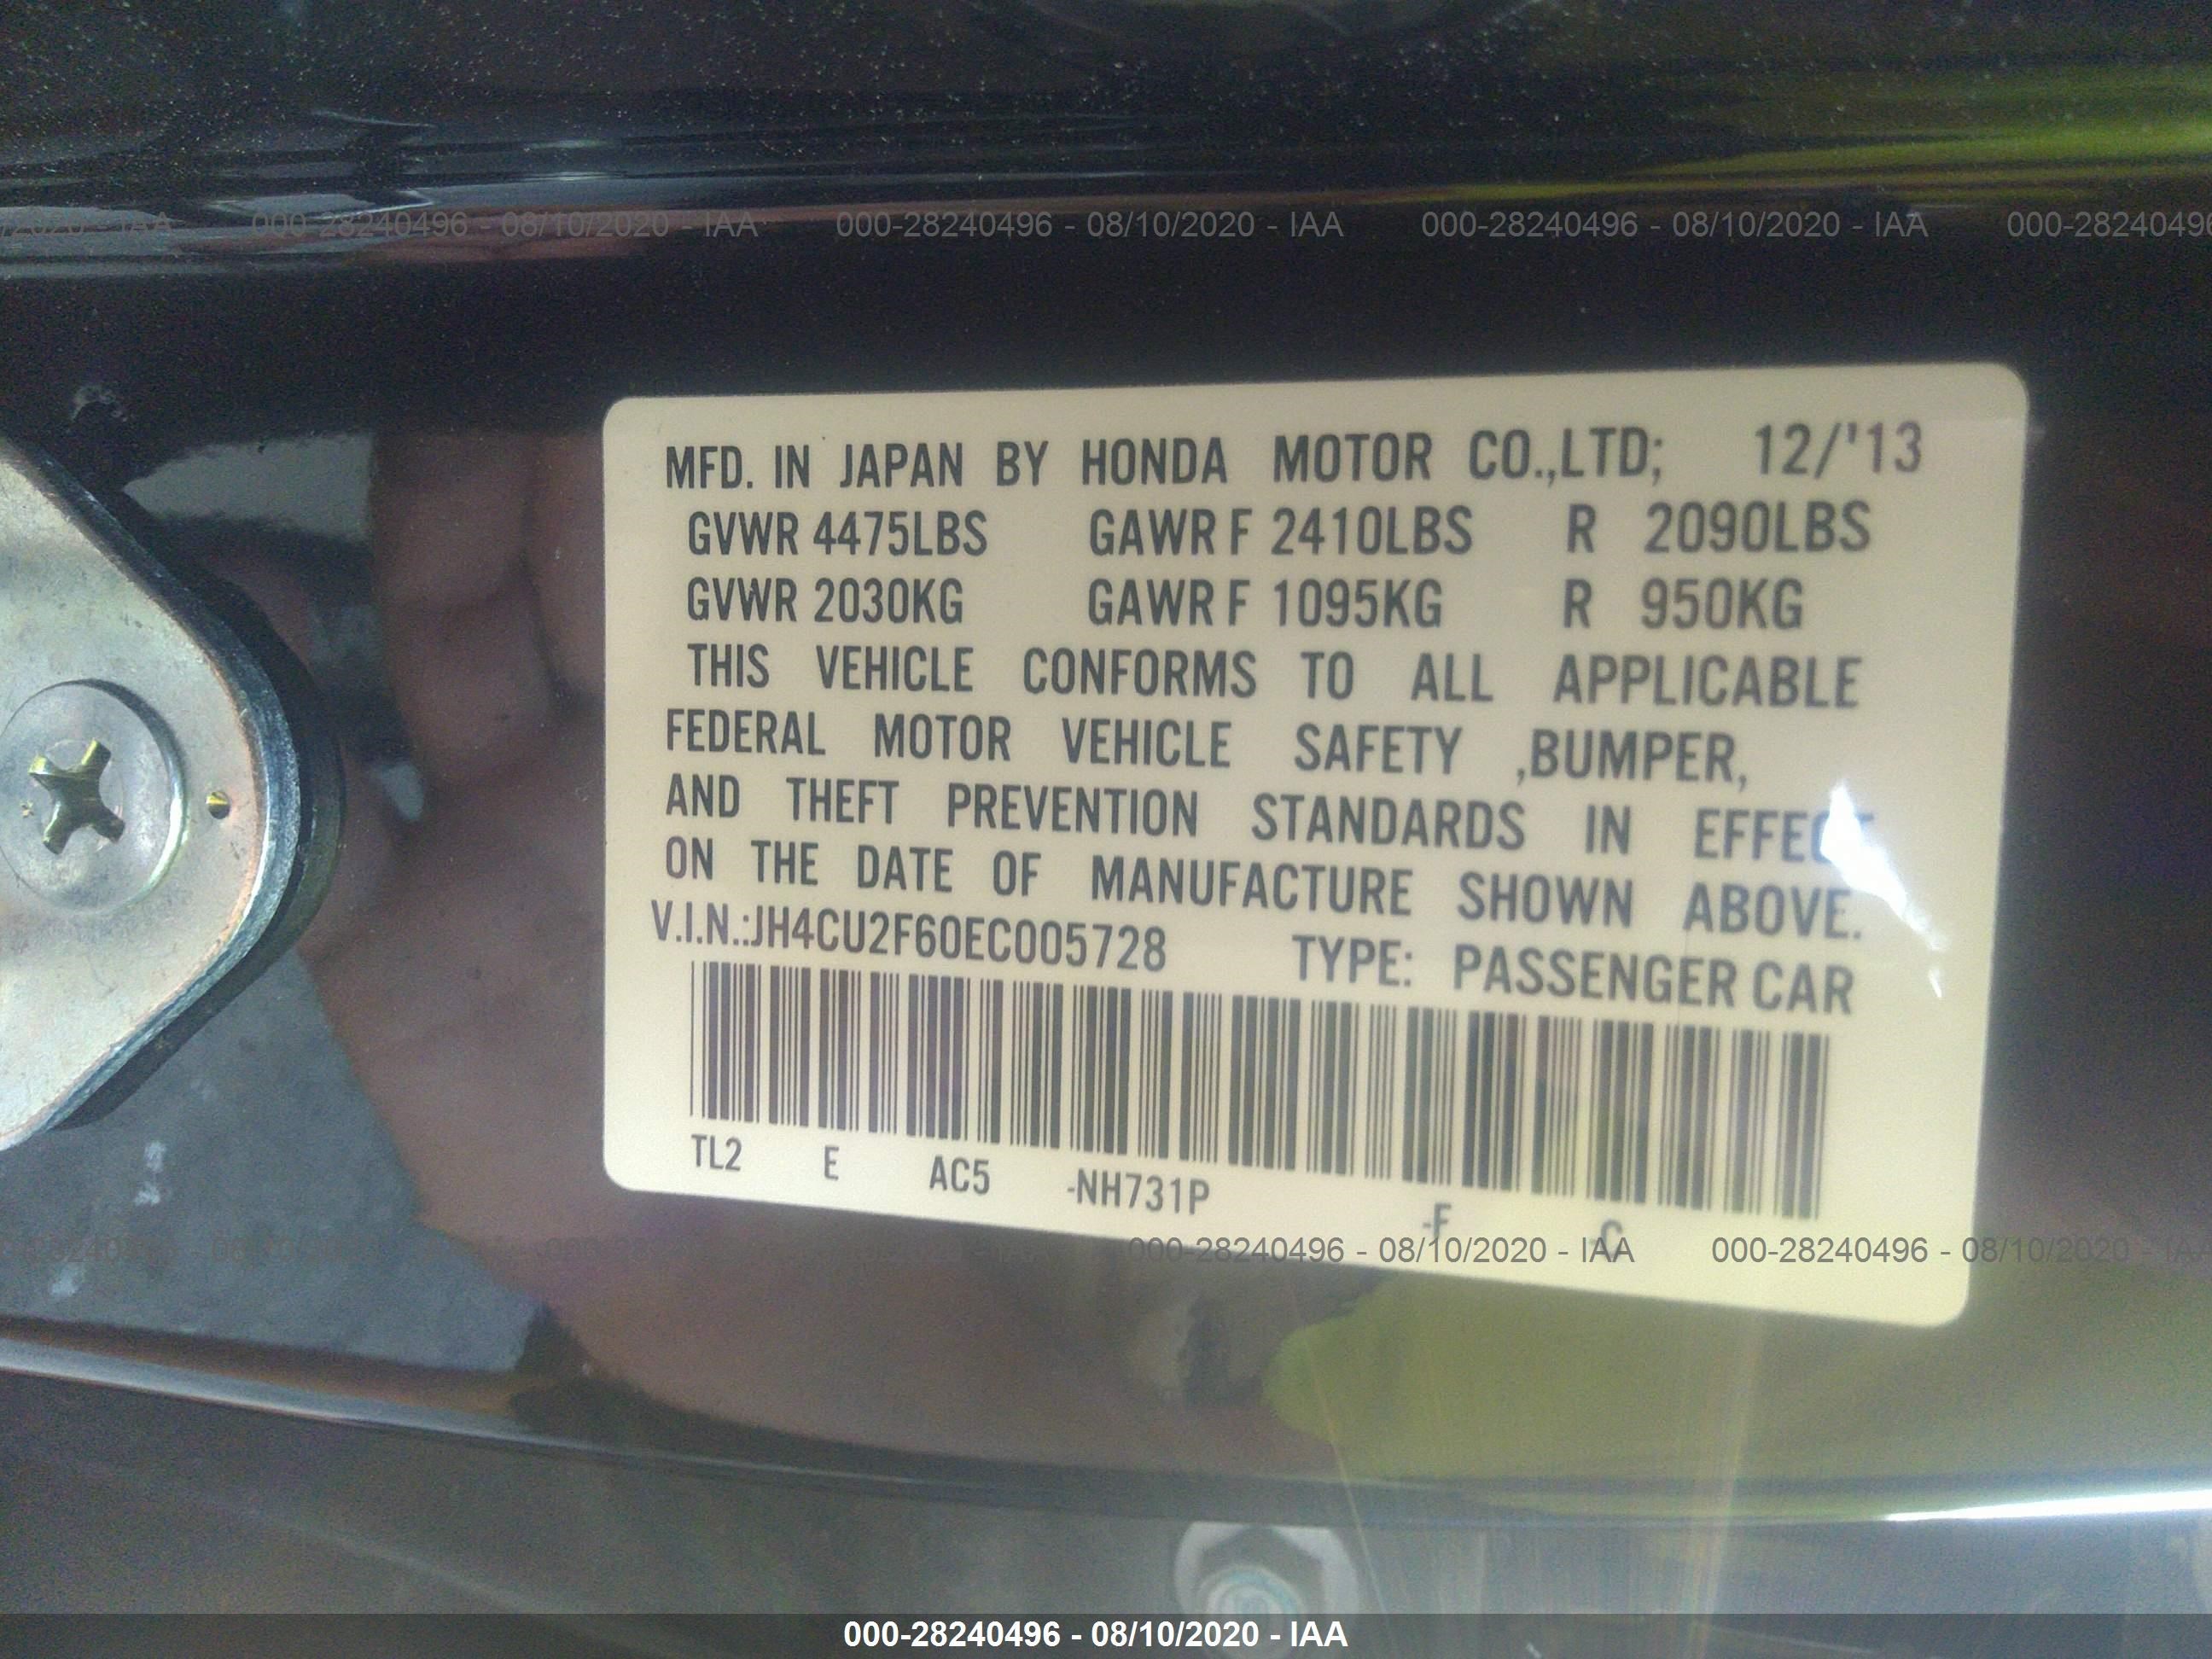 /2020 - IAA 000-28240496 - 08/10/2020 - IAA 000-28240496 - 08/10/2020 - IAA 000-28240496 - 08/10/2020 - IAA 000-28240496
MFD. IN JAPAN BY HONDA MOTOR CO.,LTD; 12/'13
GVWR 4475LBS GAWR F 2410LBS R 2090LBS
GVWR 2030KG GAWR F 1095KG R 950KG
THIS VEHICLE CONFORMS TO ALL APPLICABLE
FEDERAL MOTOR VEHICLE SAFETY ,BUMPER,
AND THEFT PREVENTION STANDARDS IN EFFECT
ON THE DATE OF MANUFACTURE SHOWN ABOVE.
V.I.N.:JH4CU2F60EC005728 TYPE: PASSENGER CAR
TL2 E AC5 -NH731P -F -C
000-28240496 - 08/10/2020 - IAA 000-28240496 - 08/10/2020 - IAA
000-28240496 - 08/10/2020 - IAA